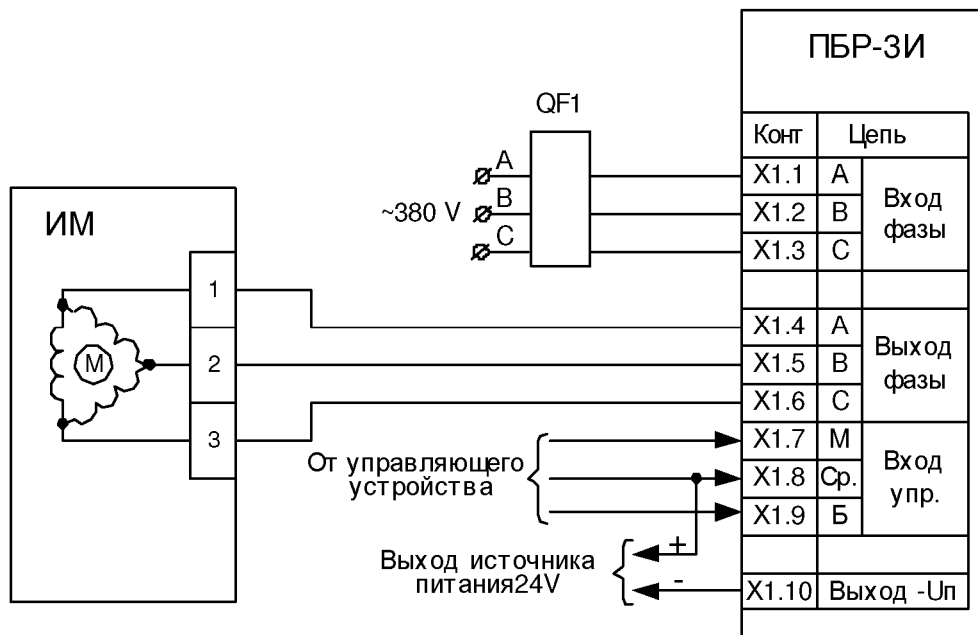 ПБР-3И
QF1
Конт Цепь
A X1.1 A
~380 V B X1.2 B
C X1.3 C
Вход
фазы
ИМ
1 X1.4 A
M 2 X1.5 B
3 X1.6 C
Выход
фазы
От управляющего
устройства
X1.7 М
X1.8 Ср.
X1.9 Б
Вход
упр.
Выход источника
питания24V
+
-
X1.10 Выход -Uп